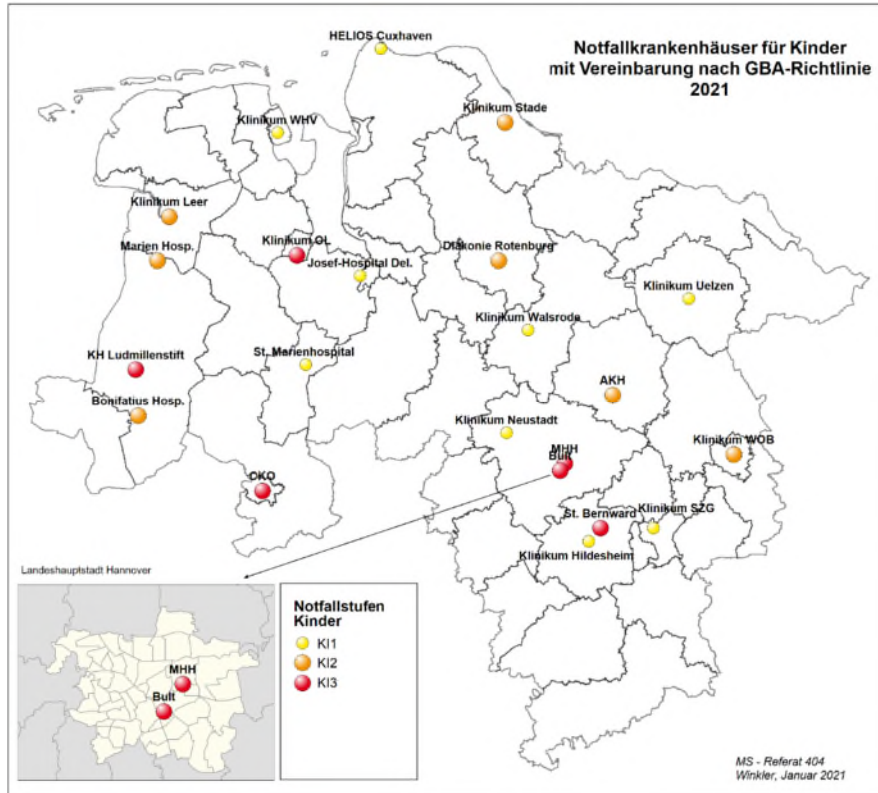 Notfallkrankenhäuser für Kinder
mit Vereinbarung nach GBA-Richtlinie
2021
HELIOS Cuxhaven
Klinikum Stade
Klinikum WHV
Klinikum Leer
Klinikum OL
Marien Hosp.
Josef-Hospital Del.
Diakonie Rotenburg
Klinikum Uelzen
Klinikum Walsrode
KH Ludmillenstift
St. Marienhospital
AKH
Bonifatius Hosp.
Klinikum Neustadt
Klinikum WOB
MHH
Bult
OKO
St. Bernward
Klinikum SZG
Klinikum Hildesheim
Landeshauptstadt Hannover
MHH
Bult
Notfallstufen
Kinder
KI1
KI2
KI3
MS - Referat 404
Winkler, Januar 2021